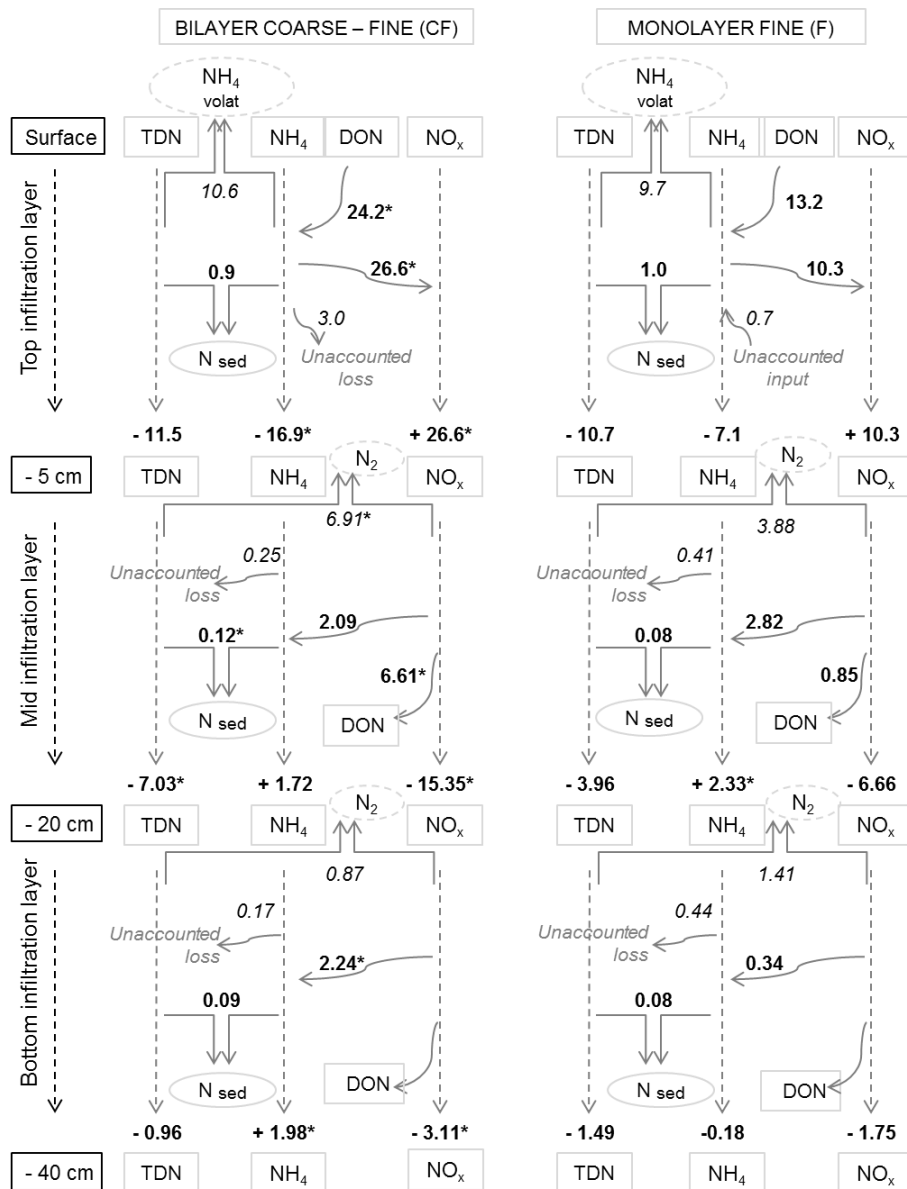 BILAYER COARSE – FINE (CF)
MONOLAYER FINE (F)
NH4
volat
NH4
volat
Surface
TDN
NH4
DON
NOx
TDN
NH4
DON
NOx
Top infiltration layer
10.6
24.2*
9.7
13.2
0.9
26.6*
1.0
10.3
3.0
0.7
N sed
Unaccounted
loss
N sed
Unaccounted
input
- 11.5
- 16.9*
+ 26.6*
- 10.7
- 7.1
+ 10.3
- 5 cm
TDN
NH4
N2
NOx
TDN
NH4
N2
NOx
Mid infiltration layer
6.91*
3.88
0.25
0.41
Unaccounted
loss
Unaccounted
loss
0.12*
2.09
0.08
2.82
6.61*
0.85
N sed
DON
N sed
DON
- 7.03*
+ 1.72
- 15.35*
- 3.96
+ 2.33*
- 6.66
- 20 cm
TDN
NH4
N2
NOx
TDN
NH4
N2
NOx
Bottom infiltration layer
0.87
1.41
0.17
0.44
Unaccounted
loss
Unaccounted
loss
0.09
2.24*
0.08
0.34
N sed
DON
N sed
DON
- 0.96
+ 1.98*
- 3.11*
- 1.49
-0.18
- 1.75
- 40 cm
TDN
NH4
NOx
TDN
NH4
NOx